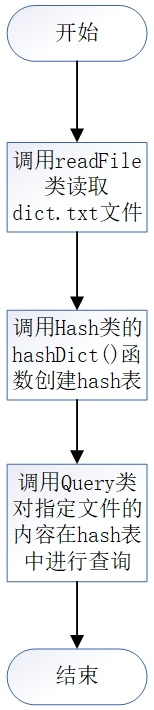 开始
调用readFile
类读取
dict.txt文件
调用Hash类的
hashDict()函
数创建hash表
调用Query类
对指定文件的
内容在hash表
中进行查询
结束